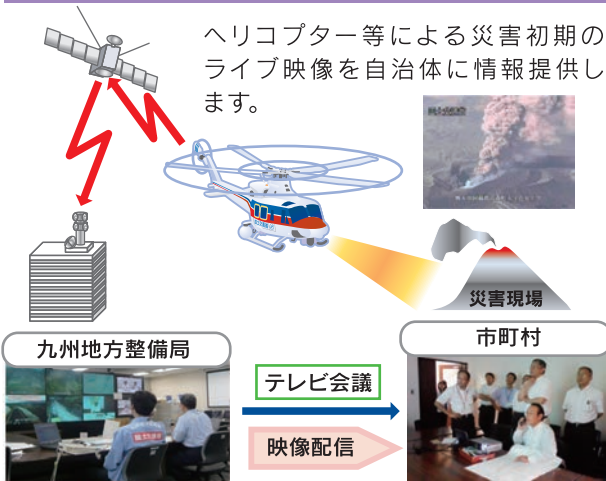 ヘリコプター等による災害初期の
ライブ映像を自治体に情報提供し
ます。
災害現場
九州地方整備局
市町村
テレビ会議
映像配信